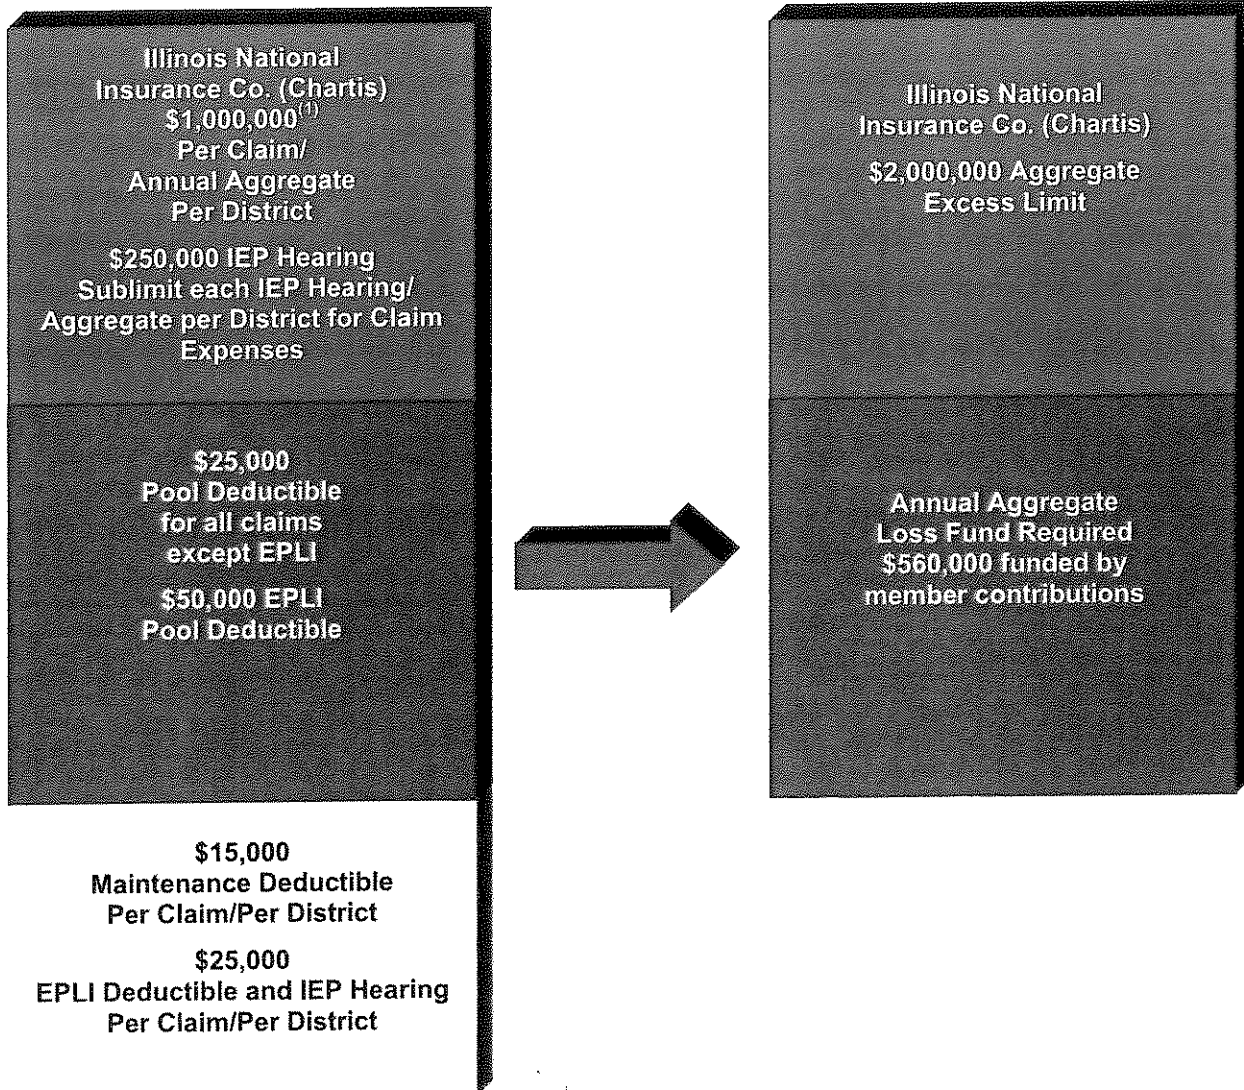 Illinois National
Insurance Co. (Chartis)
$1,000,000(1)
Per Claim/
Annual Aggregate
Per District
$250,000 IEP Hearing
Sublimit each IEP Hearing/
Aggregate per District for Claim
Expenses
$25,000
Pool Deductible
for all claims
except EPLI
$50,000 EPLI
Pool Deductible
$15,000
Maintenance Deductible
Per Claim/Per District
$25,000
EPLI Deductible and IEP Hearing
Per Claim/Per District
Illinois National
Insurance Co. (Chartis)
$2,000,000 Aggregate
Excess Limit
Annual Aggregate
Loss Fund Required
$560,000 funded by
member contributions